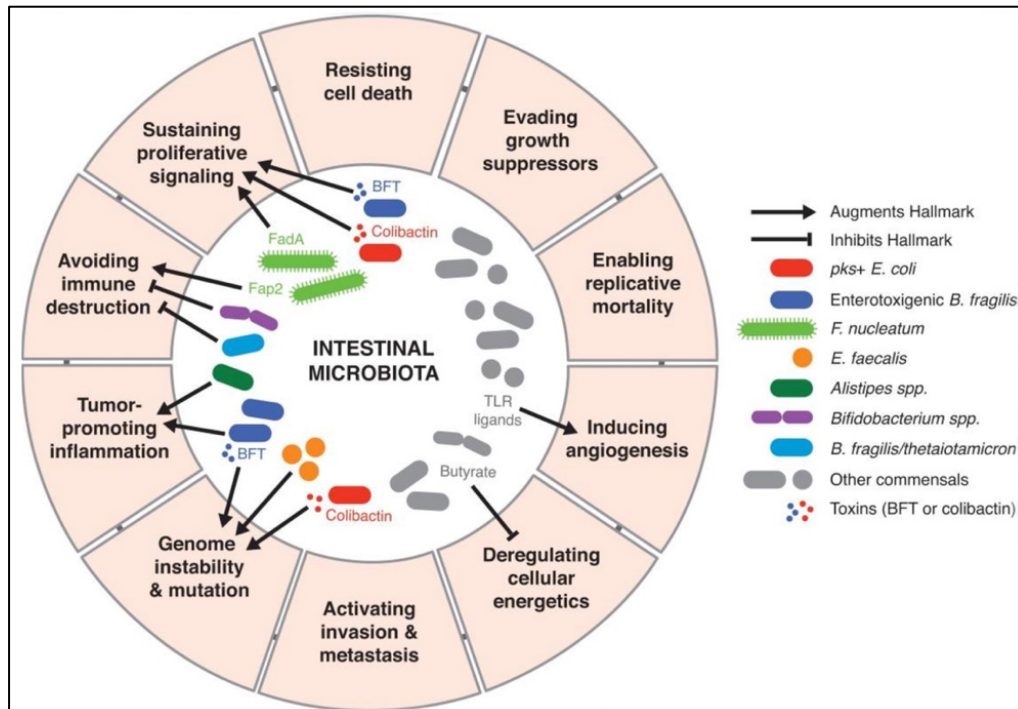 Resisting
cell death
Evading
growth
suppressors
Enabling
replicative
mortality
Inducing
angiogenesis
Deregulating
cellular
energetics
Activating
invasion &
metastasis
Genome
instability
& mutation
Tumor-
promoting
inflammation
Avoiding
immune
destruction
Sustaining
proliferative
signaling
BFT
Colibactin
FadA
Fap2
INTESTINAL
MICROBIOTA
TLR
ligands
Butyrate
BFT
Colibactin
Augments Hallmark
Inhibits Hallmark
pks+ E. coli
Enterotoxigenic B. fragilis
F. nucleatum
E. faecalis
Alistipes spp.
Bifidobacterium spp.
B. fragilis/thetaiotamicron
Other commensals
Toxins (BFT or colibactin)